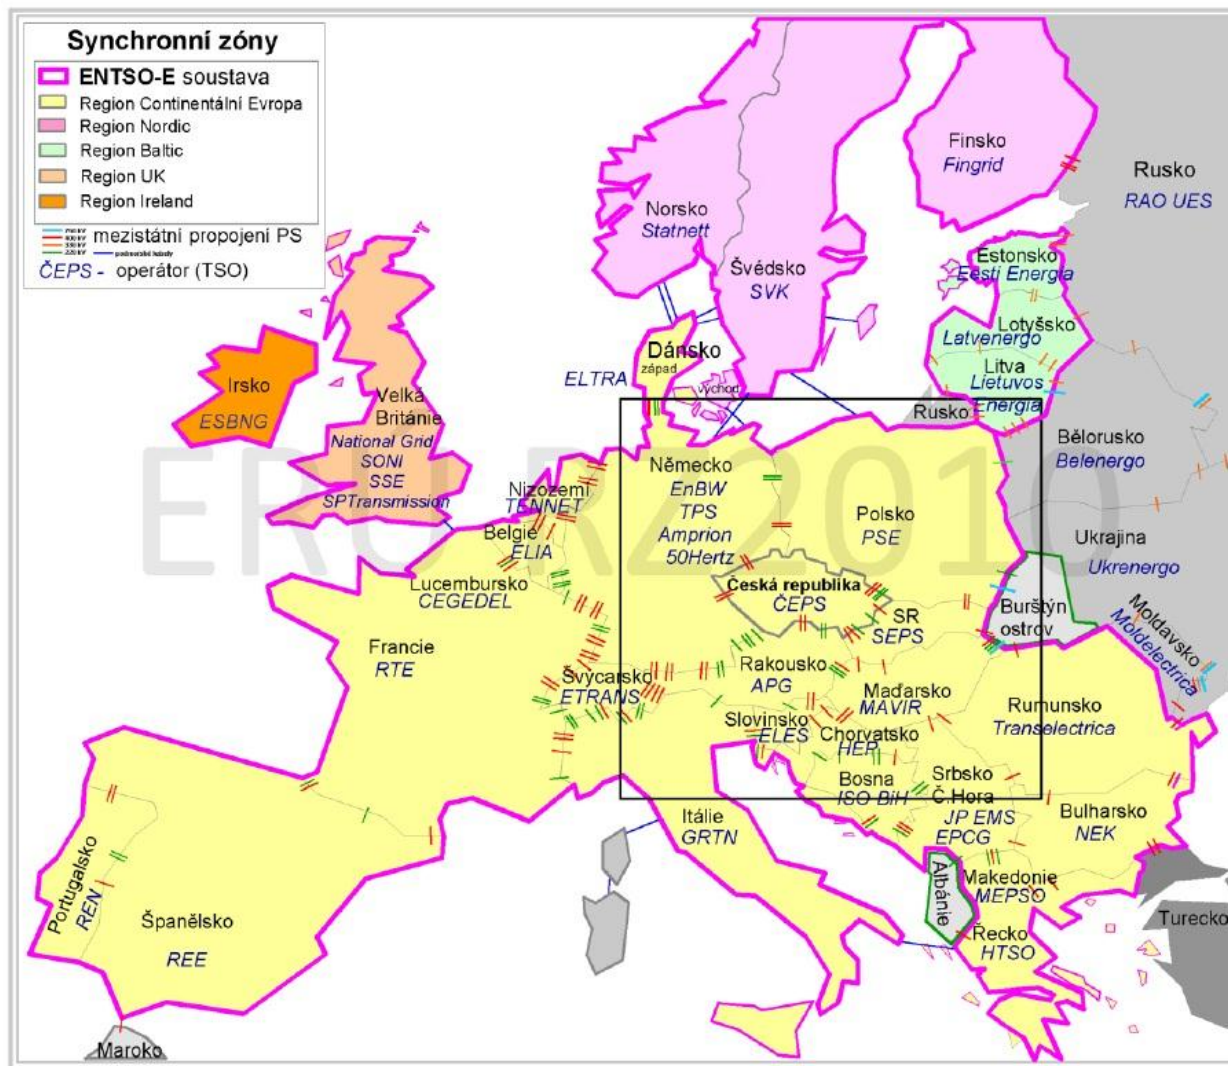 Synchronní zóny
ENTSO-E soustava
Region Continentální Evropa
Region Nordic
Region Baltic
Region UK
Region Ireland
400 kV
220 kV
mezistátní propojení PS
ČEPS - operátor (TSO)
Finsko
Fingrid
Rusko
RAO UES
Norsko
Statnett
Švédsko
SVK
Estonsko
Eesti Energia
Lotyšsko
Latvenergo
Litva
Lietuvos
Energia
Rusko
Dánsko
západ
východ
ELTRA
Irsko
ESBNG
Velká
Británie
National Grid
SONI
SSE
SPTransmission
Bělorusko
Belenergo
Nizozemí
TENNET
Belgie
ELIA
Lucembursko
CEGEDEL
Německo
EnBW
TPS
Amprion
50Hertz
Polsko
PSE
Ukrajina
Ukrenergo
Burštýn
ostrov
Moldavsko
Moldelectrica
Česká republika
ČEPS
SR
SEPS
Francie
RTE
Švýcarsko
ETRANS
Rakousko
APG
Maďarsko
MAVIR
Rumunsko
Transelectrica
Slovinsko
ELES
Chorvatsko
HEP
Bosna
ISO BiH
Srbsko
Č.Hora
JP EMS
EPCG
Bulharsko
NEK
Itálie
GRTN
Albánie
Makedonie
MEPSO
Řecko
HTSO
Turecko
Portugalsko
REN
Španělsko
REE
Maroko
ERU RZ2010